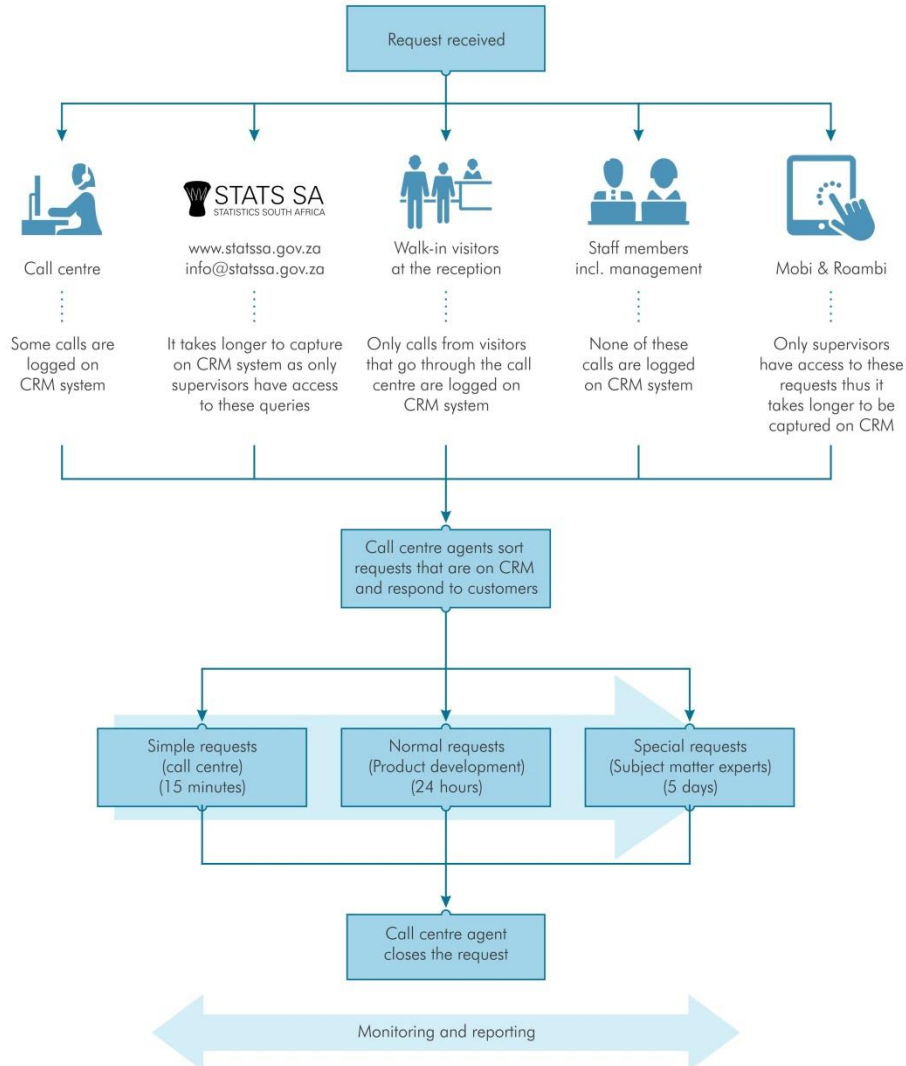 Request received
STATS SA
STATISTICS SOUTH AFRICA
Call centre
www.statssa.gov.za
info@statssa.gov.za
Walk-in visitors
at the reception
Staff members
incl. management
Mobi & Roambi
Some calls are
logged on
CRM system
It takes longer to capture
on CRM system as only
supervisors have access
to these queries
Only calls from visitors
that go through the call
centre are logged on
CRM system
None of these
calls are logged
on CRM system
Only supervisors
have access to these
requests thus it
takes longer to be
captured on CRM
Call centre agents sort
requests that are on CRM
and respond to customers
Simple requests
(call centre)
(15 minutes)
Normal requests
(Product development)
(24 hours)
Special requests
(Subject matter experts)
(5 days)
Call centre agent
closes the request
Monitoring and reporting